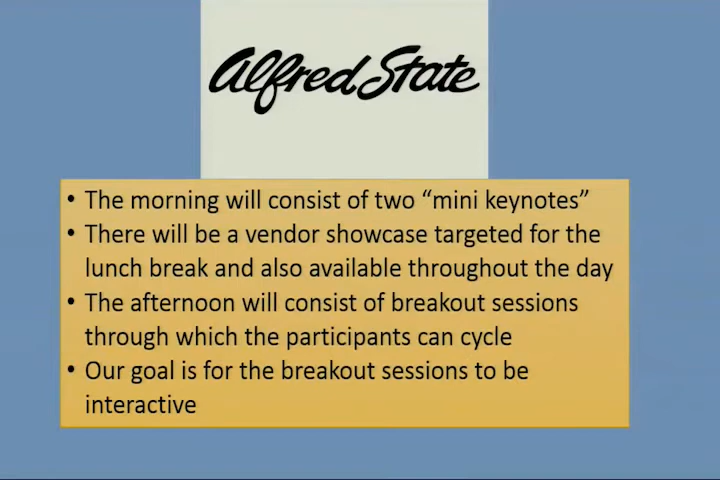 Alfred State
• The morning will consist of two “mini keynotes”
• There will be a vendor showcase targeted for the
lunch break and also available throughout the day
• The afternoon will consist of breakout sessions
through which the participants can cycle
• Our goal is for the breakout sessions to be
interactive